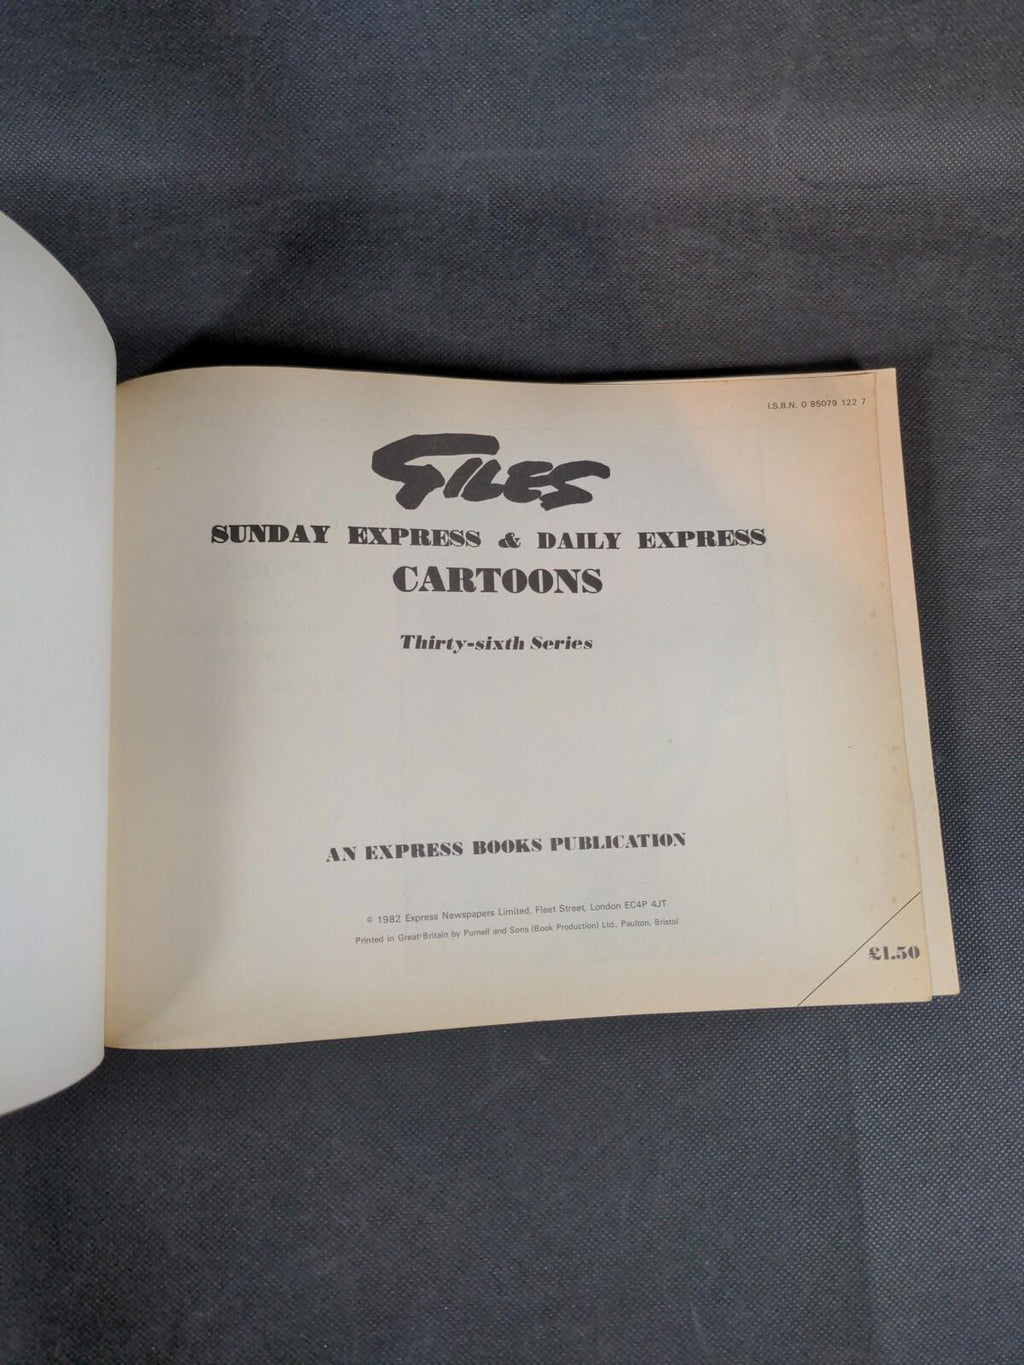 I.S.B.N. 0 85079 122 7
GILES
SUNDAY EXPRESS & DAILY EXPRESS
CARTOONS
Thirty-sixth Series
AN EXPRESS BOOKS PUBLICATION
© 1982 Express Newspapers Limited, Fleet Street, London EC4P 4JT
Printed in Great Britain by Purnell and Sons (Book Production) Ltd., Paulton, Bristol
£1.50